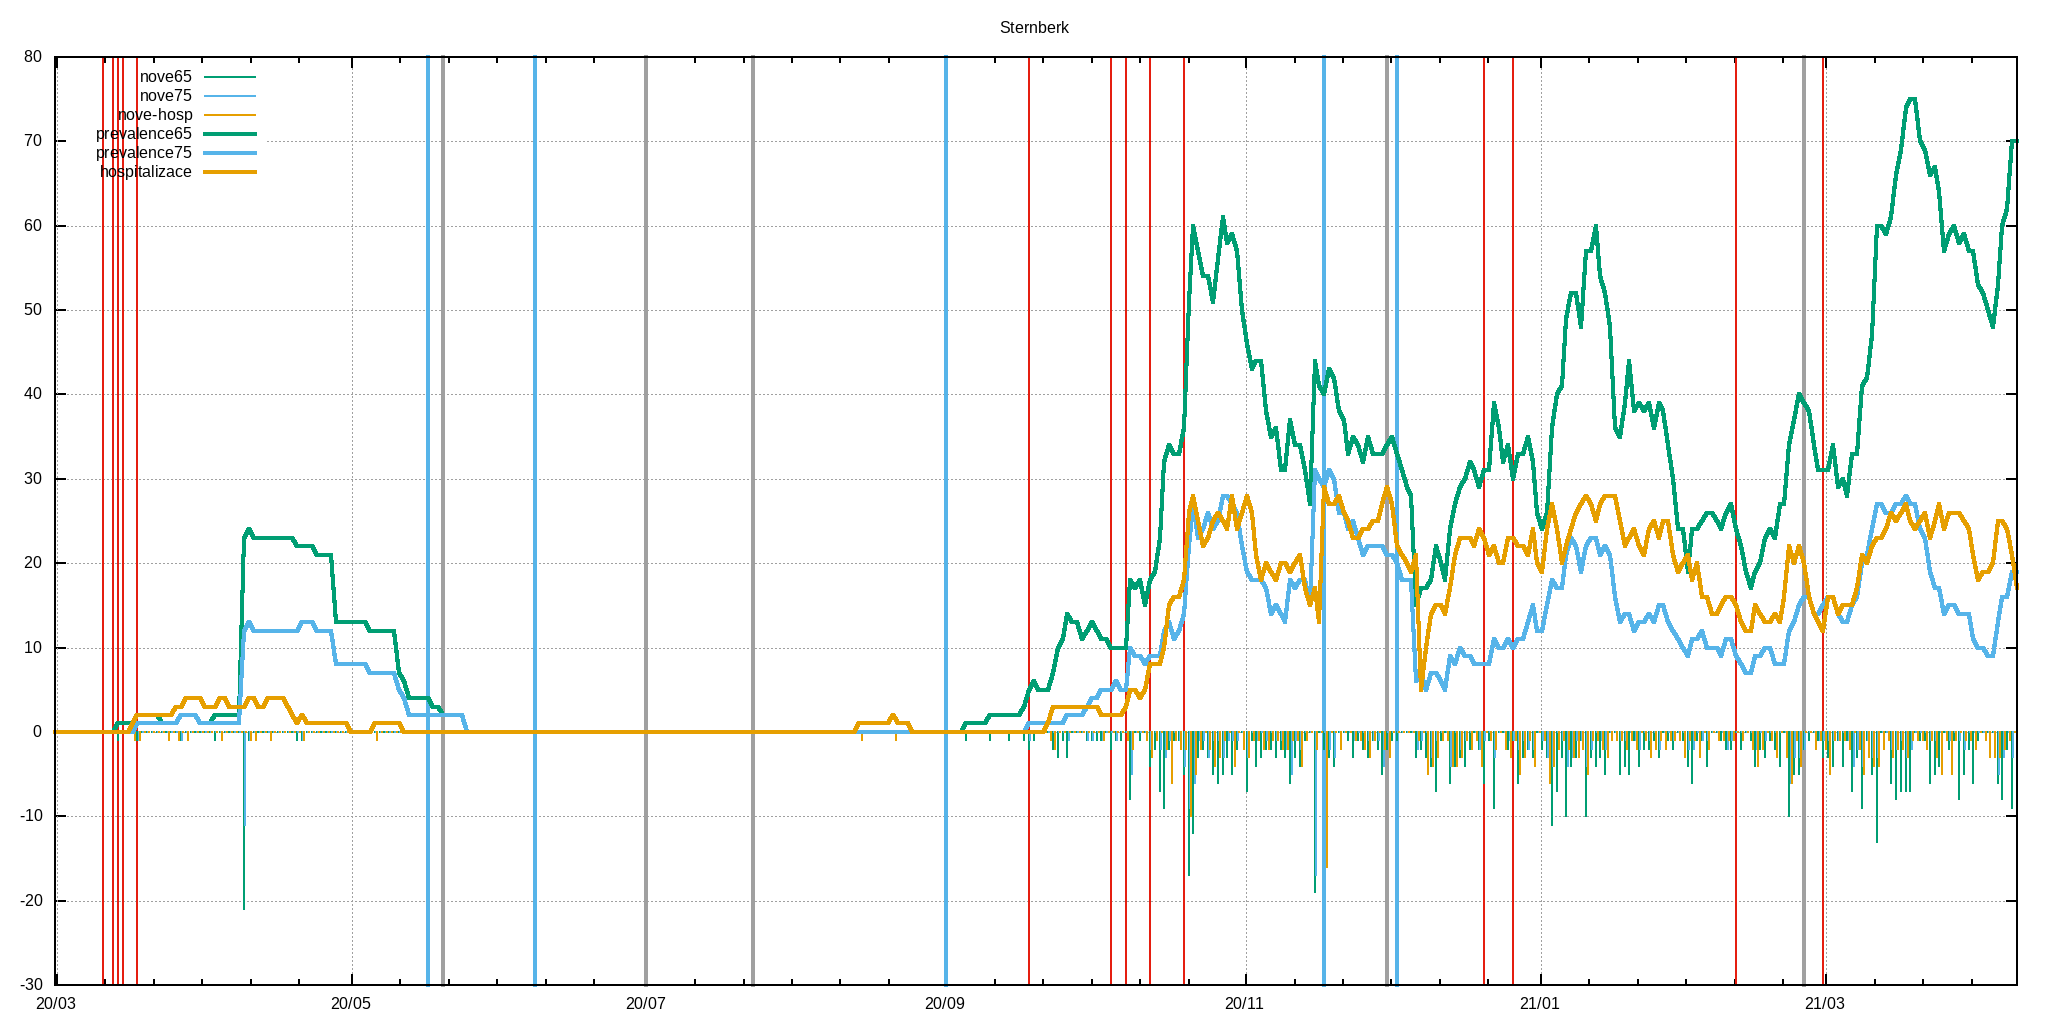 Sternberk
80
70
60
50
40
30
20
10
0
-10
-20
-30
nove65
nove75
nove-hosp
prevalence65
prevalence75
hospitalizace
20/03 20/05 20/07 20/09 20/11 21/01 21/03